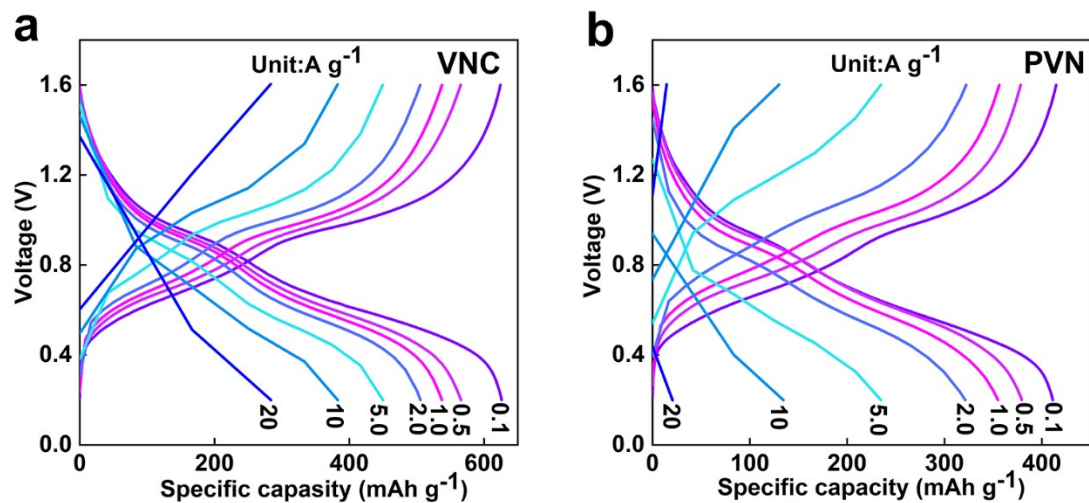 a
Unit:A g-1 VNC
1.6
1.2
0.8
0.4
0.0
Voltage (V)
20 10 5.0 2.0 1.0 0.5 0.1
0 200 400 600
Specific capasity (mAh g-1)
b
Unit:A g-1 PVN
1.6
1.2
0.8
0.4
0.0
Voltage (V)
20 10 5.0 2.0 1.0 0.5 0.1
0 100 200 300 400
Specific capacity (mAh g-1)